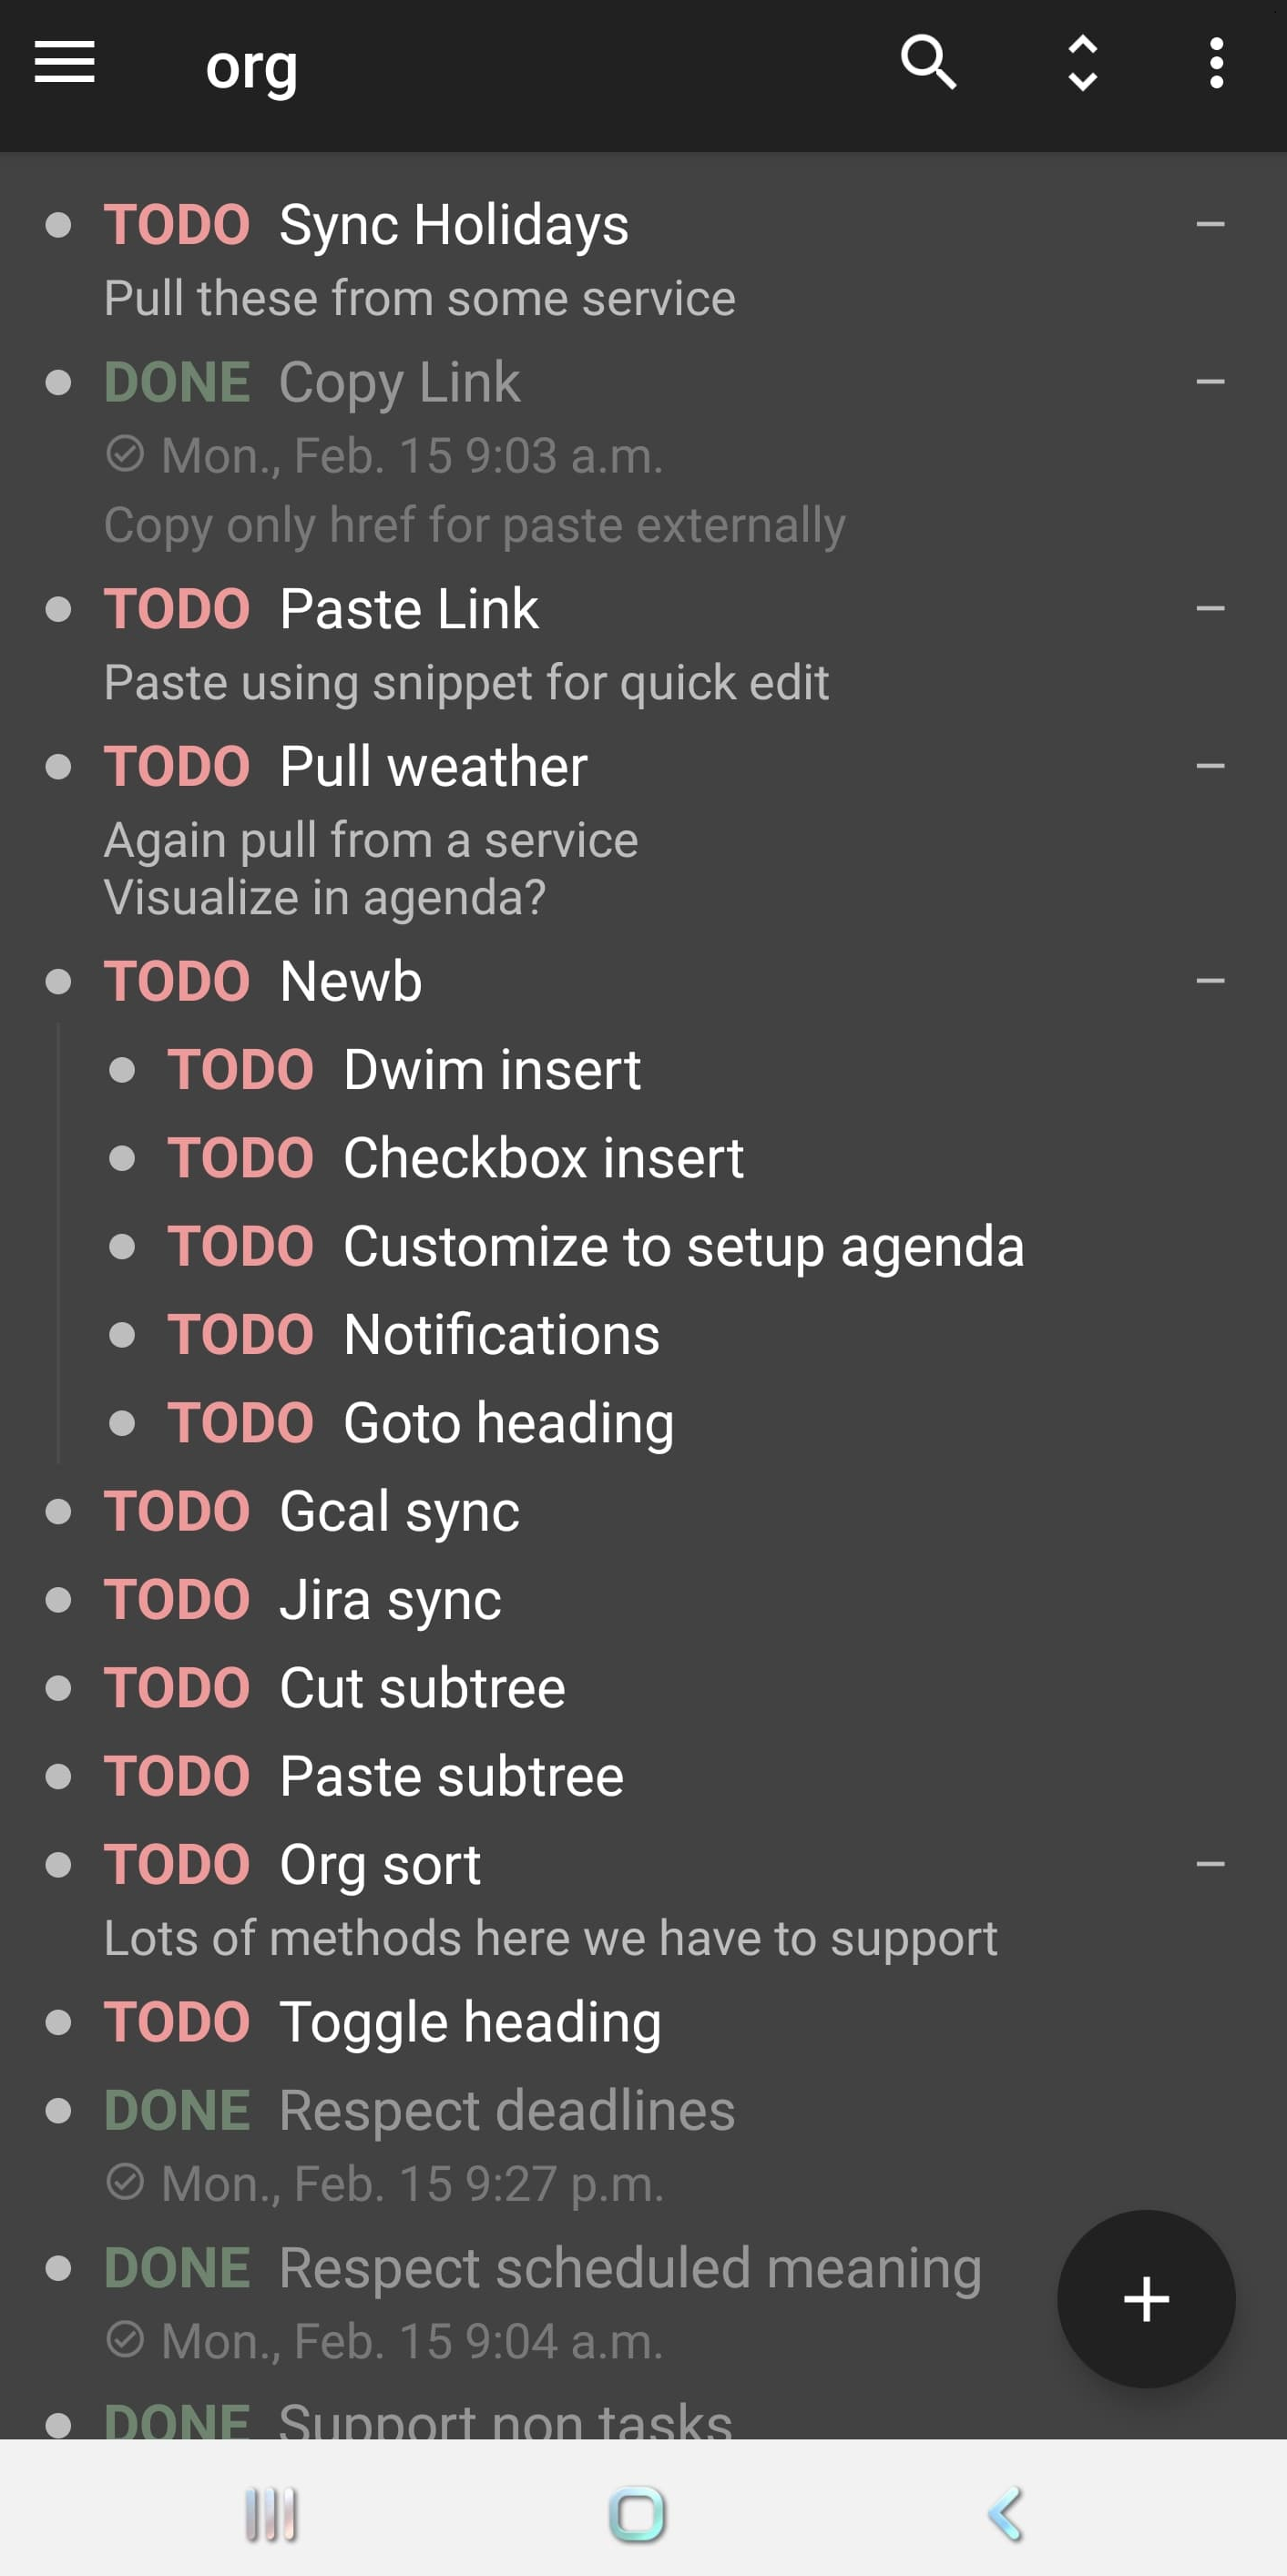 org
TODO Sync Holidays
Pull these from some service
DONE Copy Link
Mon., Feb. 15 9:03 a.m.
Copy only href for paste externally
TODO Paste Link
Paste using snippet for quick edit
TODO Pull weather
Again pull from a service
Visualize in agenda?
TODO Newb
TODO Dwim insert
TODO Checkbox insert
TODO Customize to setup agenda
TODO Notifications
TODO Goto heading
TODO Gcal sync
TODO Jira sync
TODO Cut subtree
TODO Paste subtree
TODO Org sort
Lots of methods here we have to support
TODO Toggle heading
DONE Respect deadlines
Mon., Feb. 15 9:27 p.m.
DONE Respect scheduled meaning
Mon., Feb. 15 9:04 a.m.
DONE Support non tasks